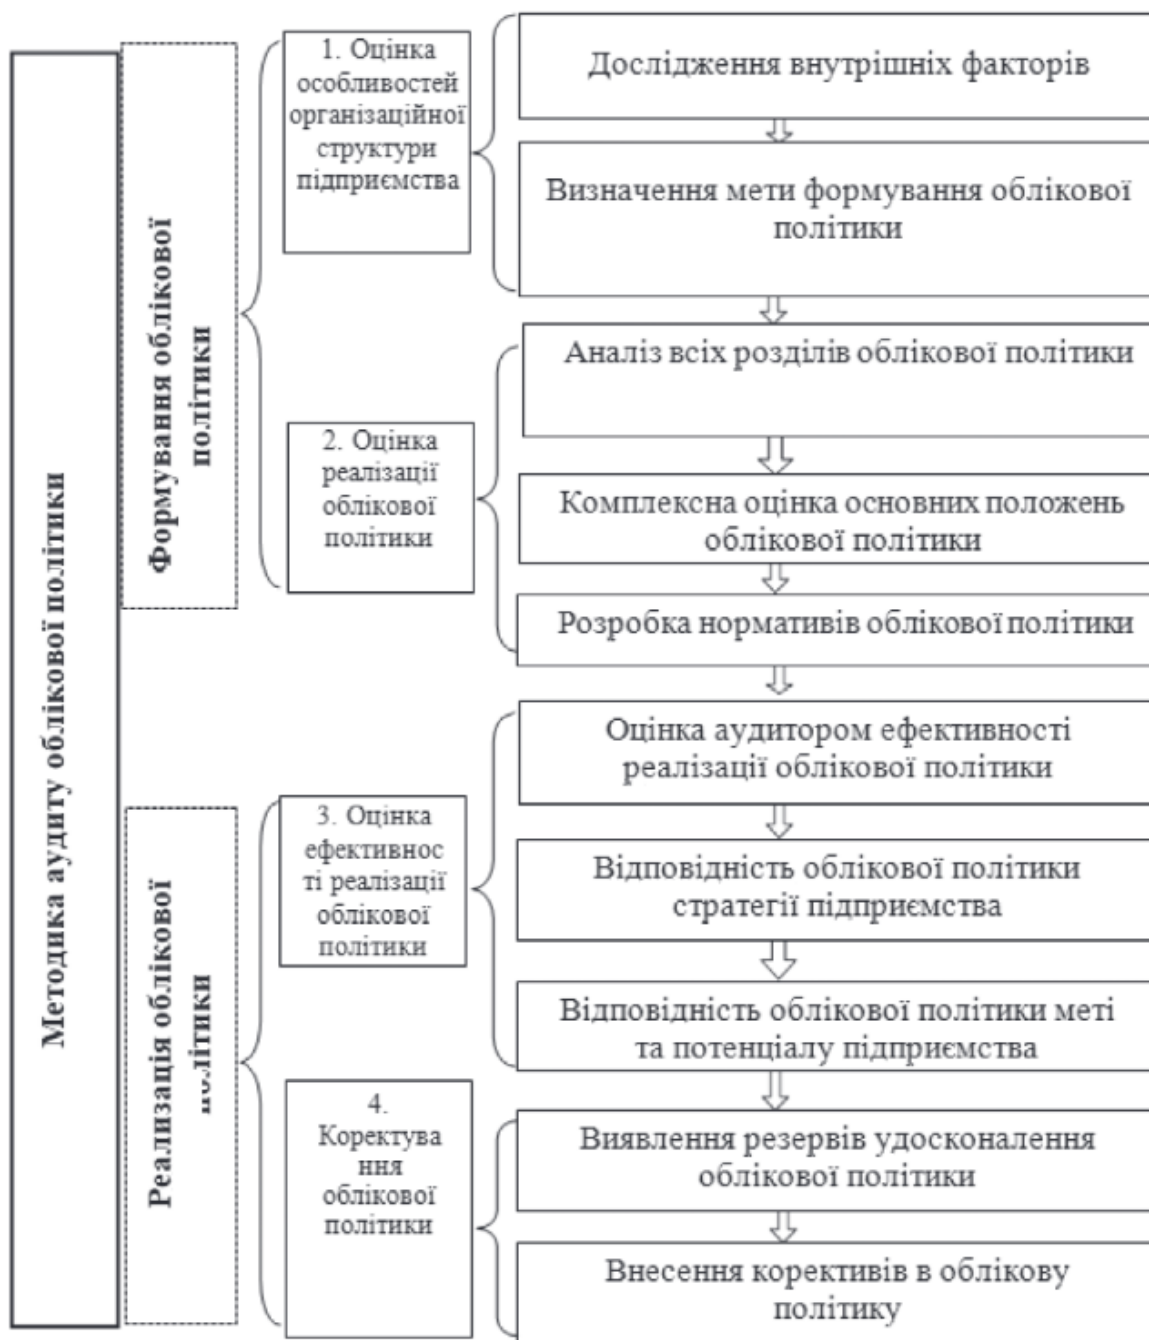 Методика аудиту облікової політики
Формування облікової
політики
1. Оцінка
особливостей
організаційної
структури
підприємства
Дослідження внутрішніх факторів
Визначення мети формування облікової
політики
2. Оцінка
реалізації
облікової
політики
Аналіз всіх розділів облікової політики
Комплексна оцінка основних положень
облікової політики
Розробка нормативів облікової політики
Реализація облікової
політики
3. Оцінка
ефективнос
ті реалізації
облікової
політики
Оцінка аудитором ефективності
реалізації облікової політики
Відповідність облікової політики
стратегії підприємства
Відповідність облікової політики меті
та потенціалу підприємства
4.
Коректува
ння
облікової
політики
Виявлення резервів удосконалення
облікової політики
Внесення корективів в облікову
політику